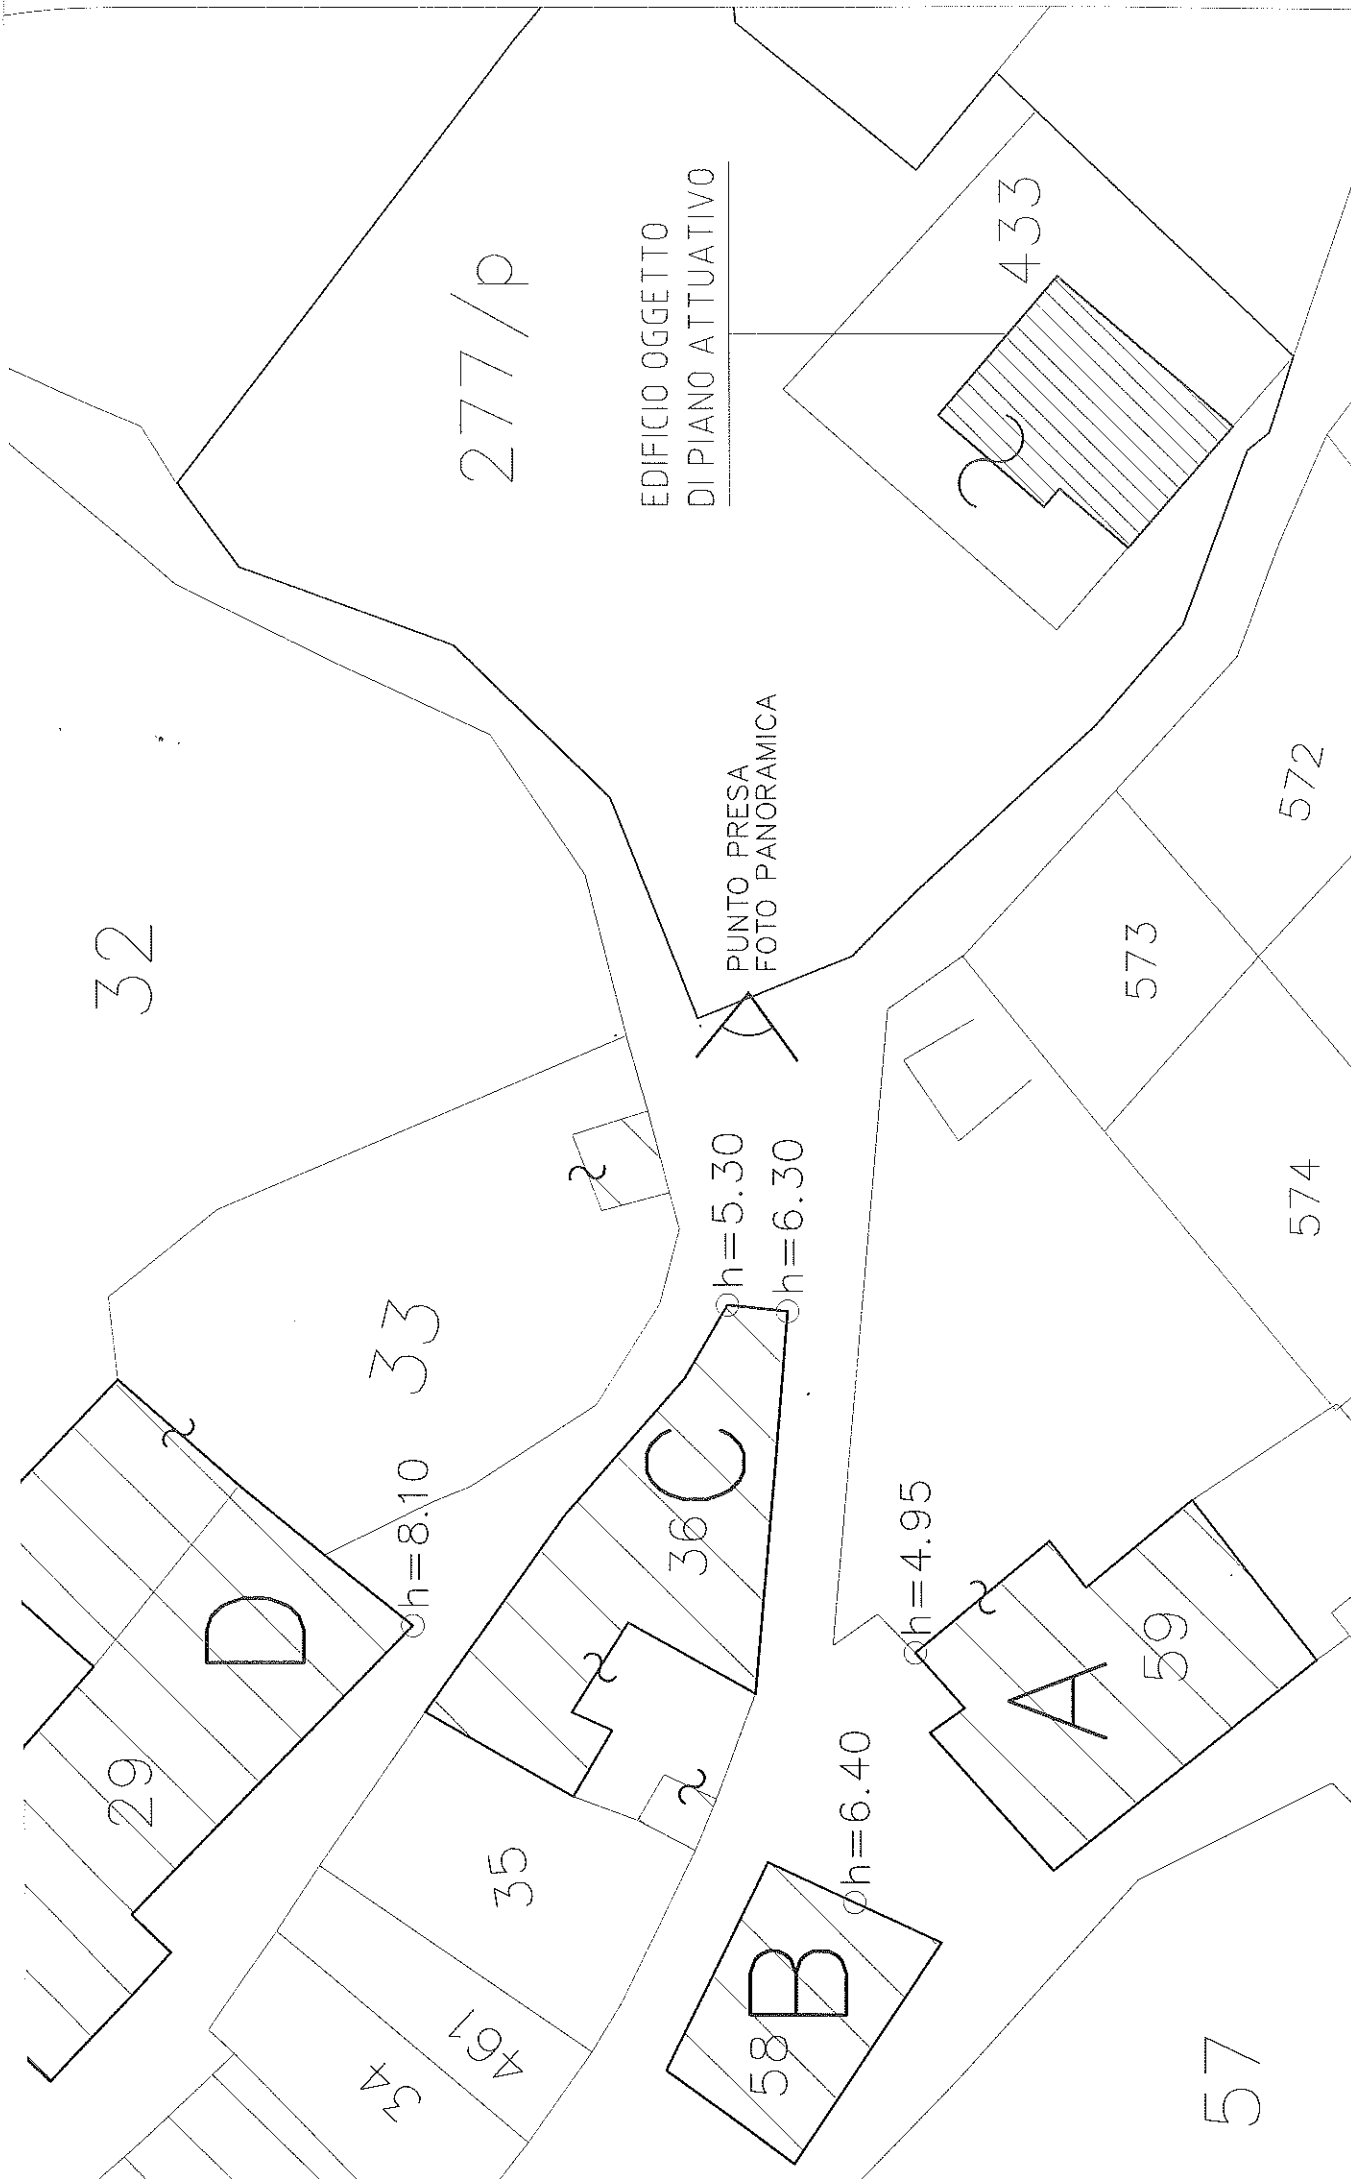 32
277/p
EDIFICIO OGGETTO
DI PIANO ATTUATIVO
433
PUNTO PRESA
FOTO PANORAMICA
33
D
29
h=8.10
h=5.30
h=6.30
C
36
35
461
34
h=4.95
A
59
h=6.40
B
58
57
572
573
574